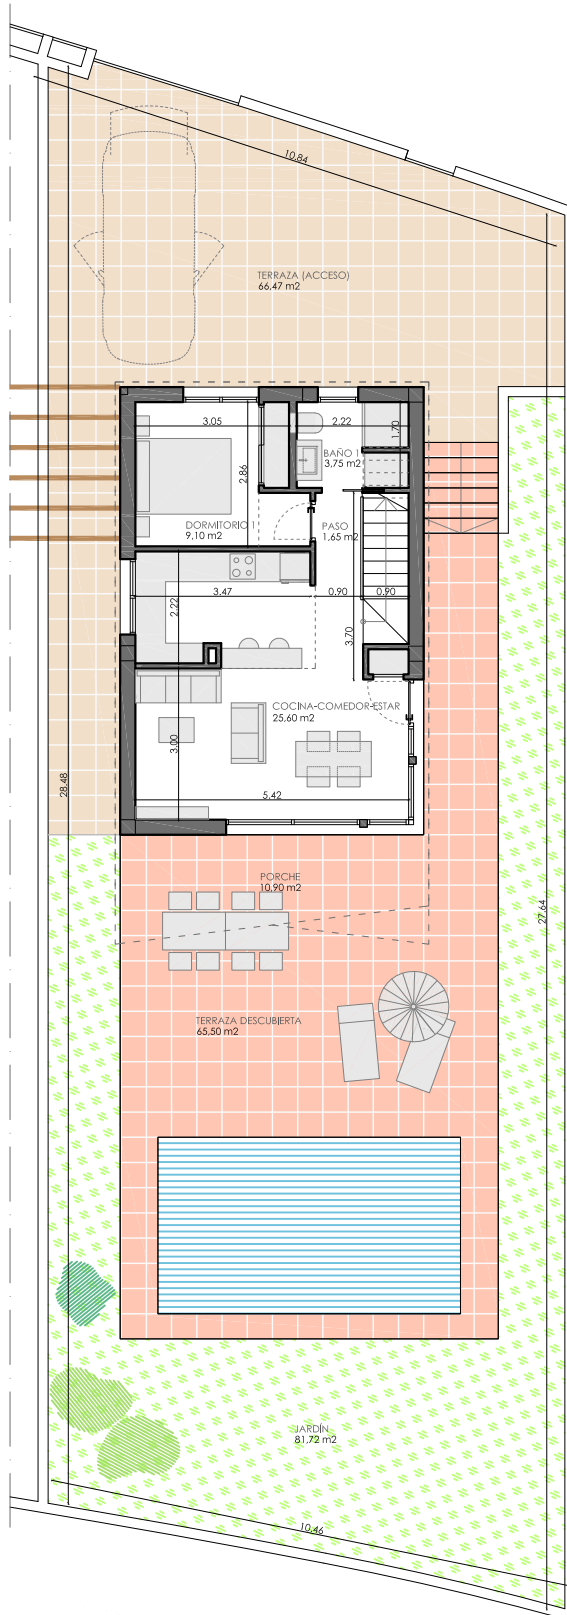 10,84
TERRAZA (ACCESO)
66,47 m2
3.05
2.22
1.70
BAÑO 1
3,75 m2
2.86
DORMITORIO 1
9,10 m2
PASO
1,65 m2
3.47
0.90
0.90
2.22
3.70
COCINA-COMEDOR-ESTAR
25,60 m2
3.00
28.48
5.42
PORCHE
10,90 m2
27.64
TERRAZA DESCUBIERTA
65,50 m2
JARDÍN
81,72 m2
10,46